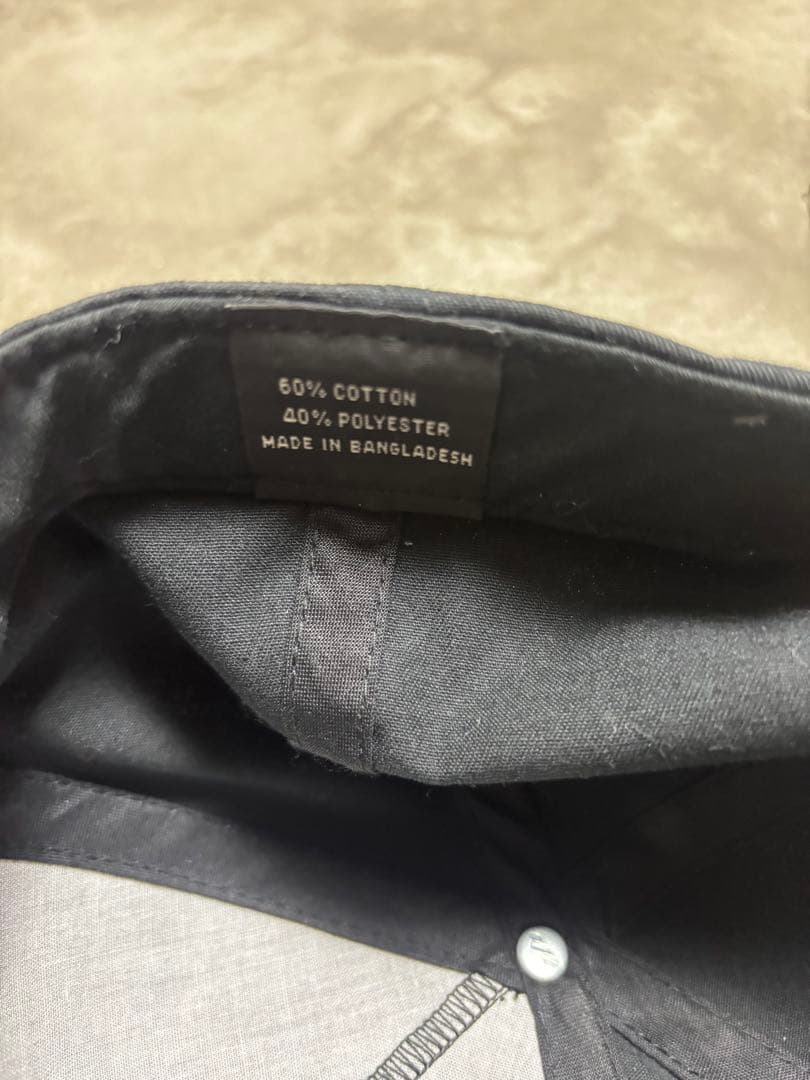 60% COTTON
40% POLYESTER
MADE IN BANGLADESH